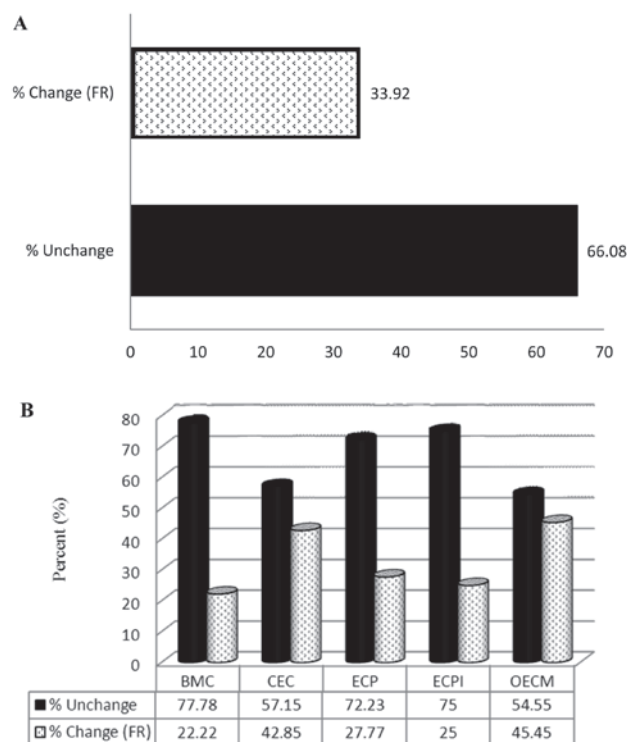 A
% Change (FR)
33.92
% Unchange
66.08
0 10 20 30 40 50 60 70
B
Percent (%)
80
70
60
50
40
30
20
10
0
BMC CEC ECP ECPI OECM
% Unchange 77.78 57.15 72.23 75 54.55
% Change (FR) 22.22 42.85 27.77 25 45.45